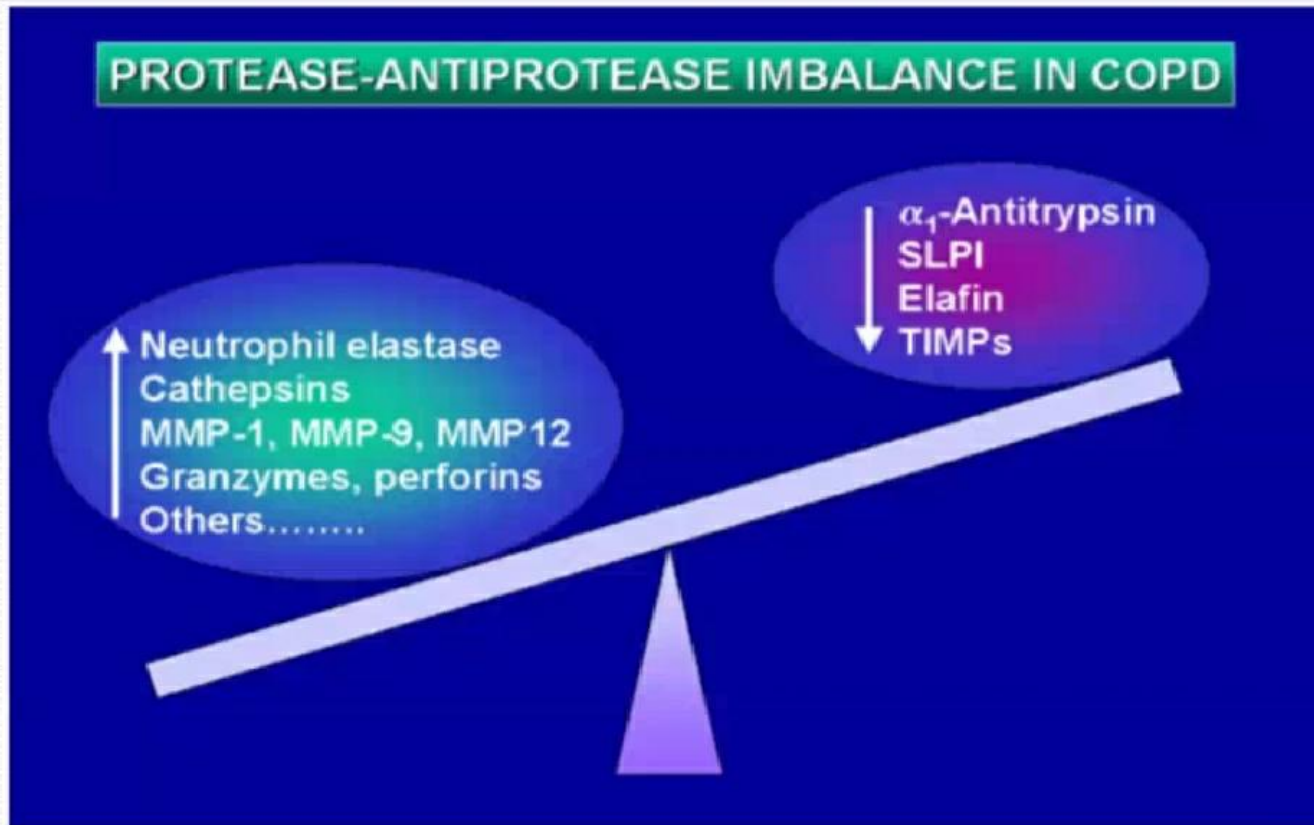 PROTEASE-ANTIPROTEASE IMBALANCE IN COPD
Neutrophil elastase
Cathepsins
MMP-1, MMP-9, MMP12
Granzymes, perforins
Others........
α₁-Antitrypsin
SLPI
Elafin
TIMPs